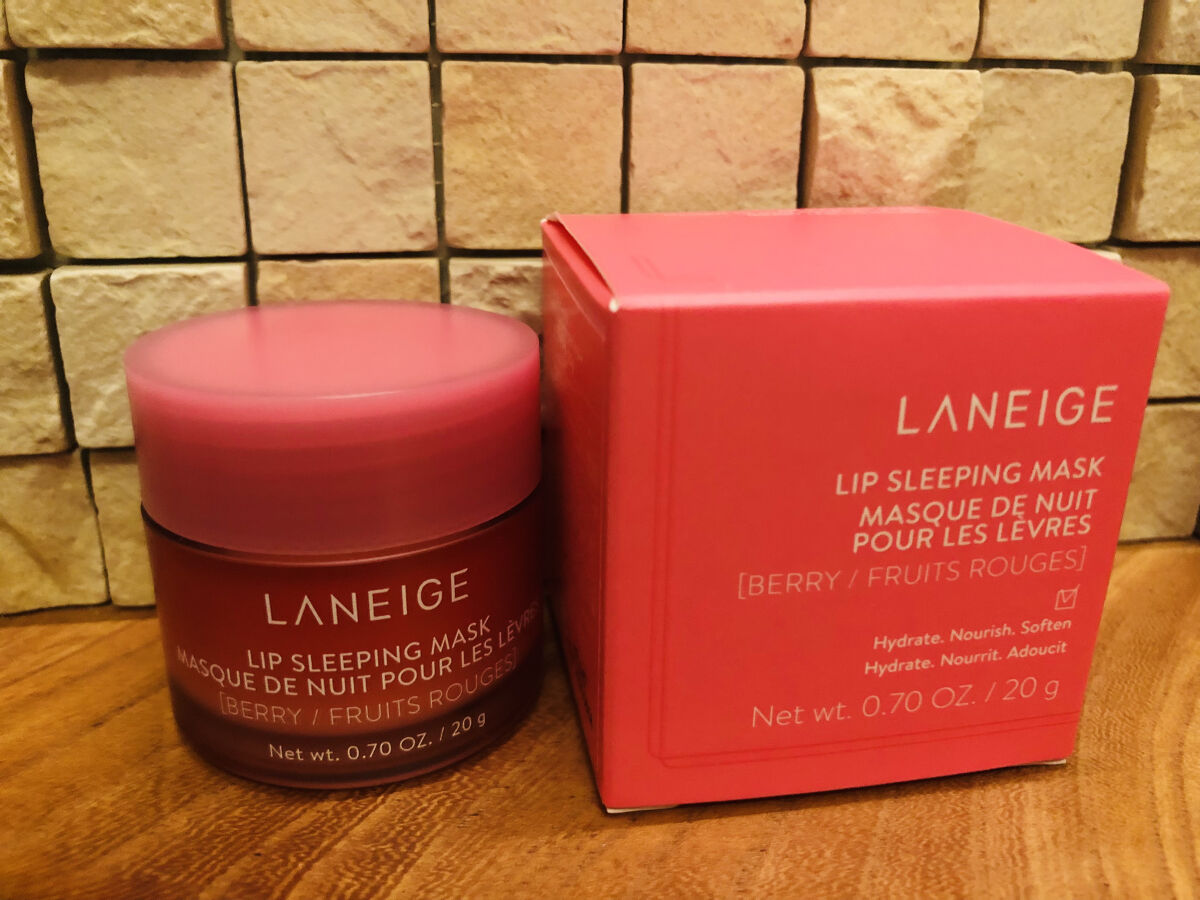 LANEIGE
LIP SLEEPING MASK
MASQUE DE NUIT POUR LES LÈVRES
[BERRY / FRUITS ROUGES]
Net wt. 0.70 OZ. / 20 g
LANEIGE
LIP SLEEPING MASK
MASQUE DE NUIT
POUR LES LÈVRES
[BERRY / FRUITS ROUGES]
Hydrate. Nourish. Soften
Hydrate. Nourrit. Adoucit
Net wt. 0.70 OZ. / 20 g